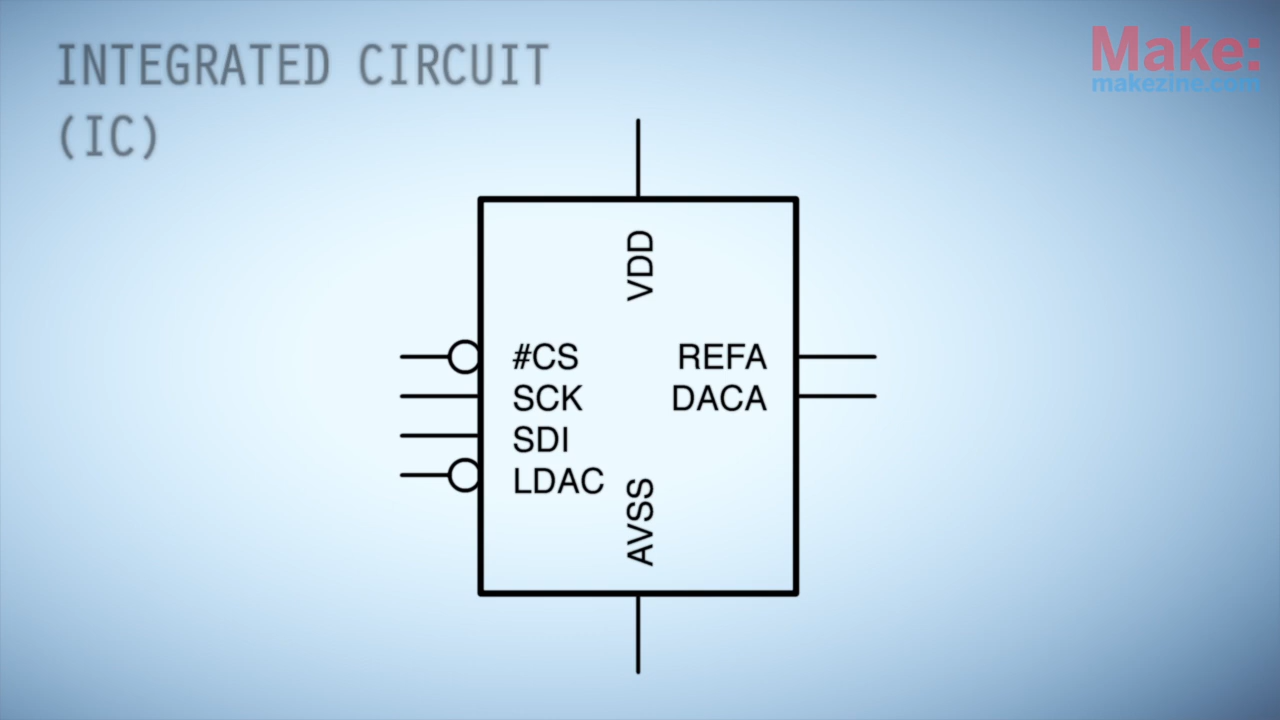 INTEGRATED CIRCUIT
(IC)
Make:
makezine.com
VDD
#CS
REFA
SCK
DACA
SDI
LDAC
AVSS